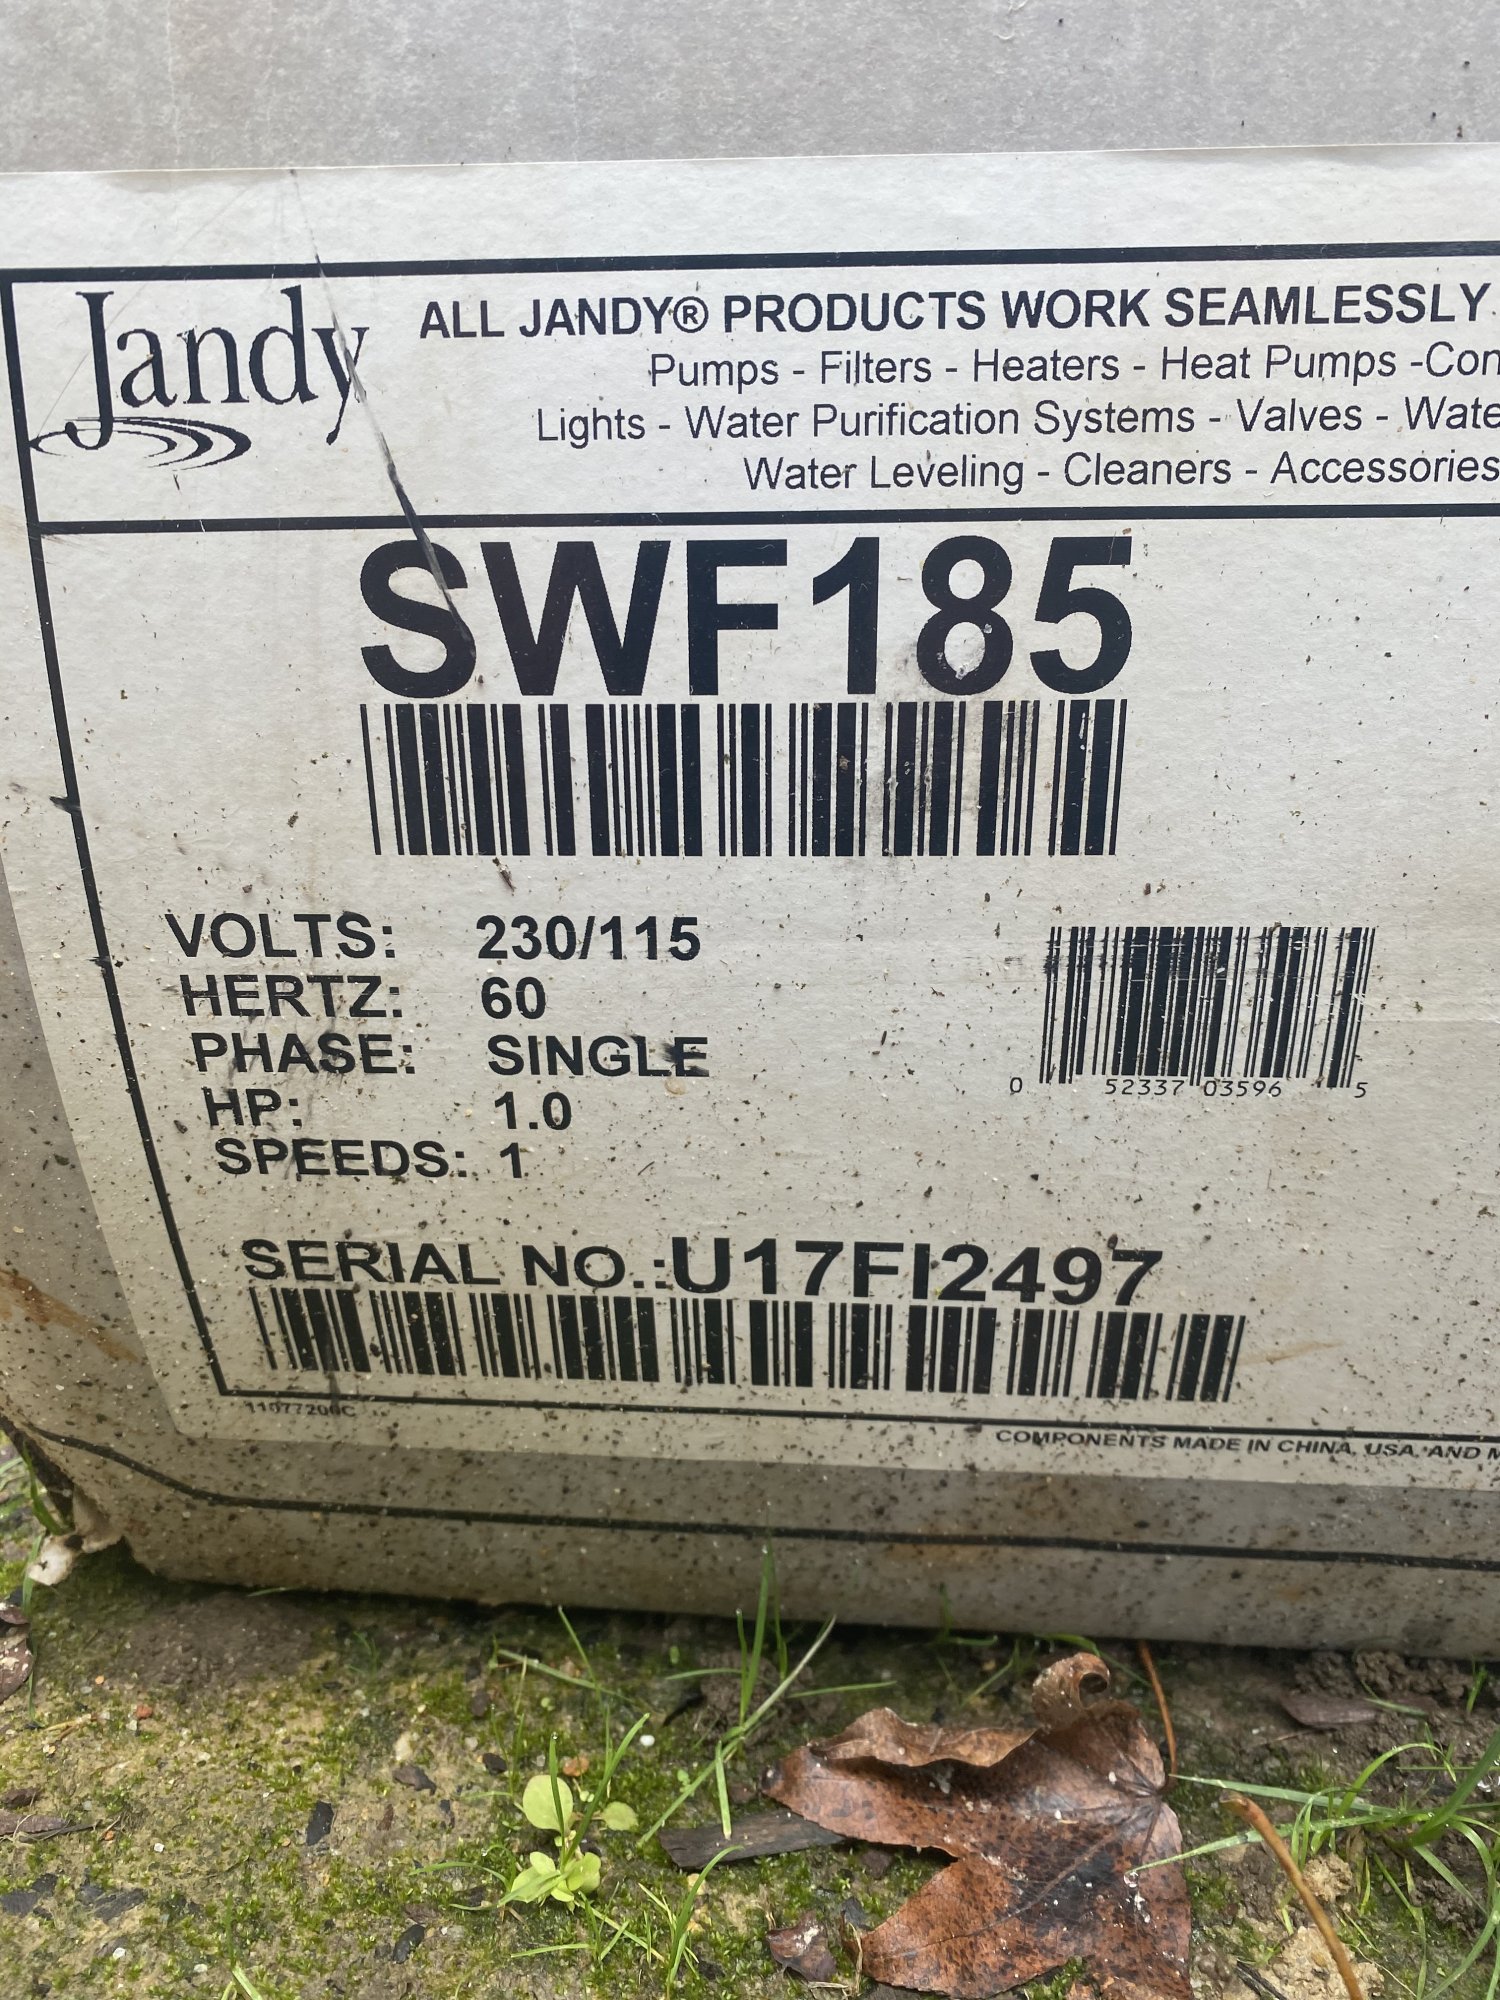 Jandy
ALL JANDY® PRODUCTS WORK SEAMLESSLY
Pumps - Filters - Heaters - Heat Pumps -Con
Lights - Water Purification Systems - Valves - Wate
Water Leveling - Cleaners - Accessories
SWF185
VOLTS: 230/115
HERTZ: 60
PHASE: SINGLE
HP: 1.0
SPEEDS: 1
0 52337 03596 5
SERIAL NO.:U17FI2497
COMPONENTS MADE IN CHINA, USA, AND M